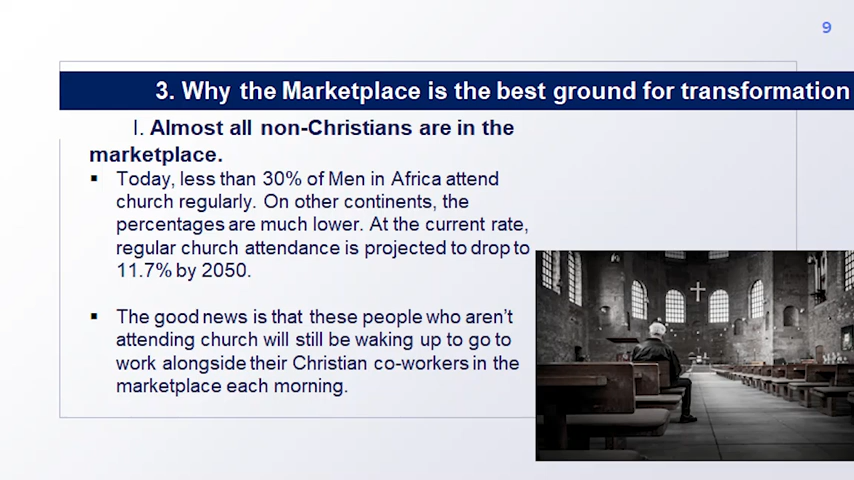 9
3. Why the Marketplace is the best ground for transformation
I. Almost all non-Christians are in the
marketplace.
▪ Today, less than 30% of Men in Africa attend
church regularly. On other continents, the
percentages are much lower. At the current rate,
regular church attendance is projected to drop to
11.7% by 2050.
▪ The good news is that these people who aren’t
attending church will still be waking up to go to
work alongside their Christian co-workers in the
marketplace each morning.